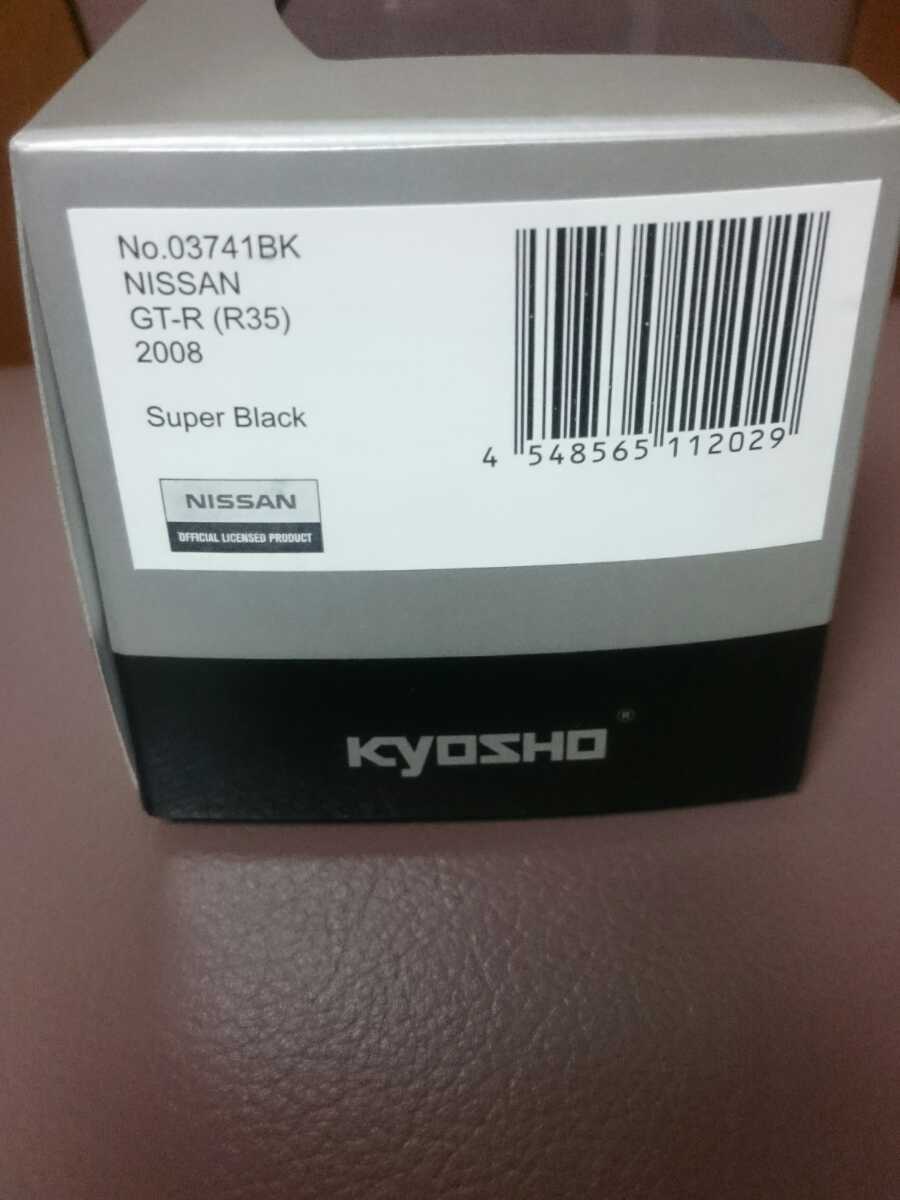 No.03741BK
NISSAN
GT-R (R35)
2008
Super Black
4 548565 112029
NISSAN
OFFICIAL LICENSED PRODUCT
KYOSHO®